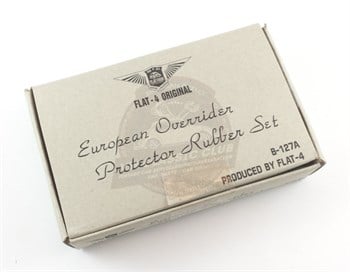 FLAT-4 ORIGINAL
European Overrider
Protector Rubber Set
B-127A
PRODUCED BY FLAT-4